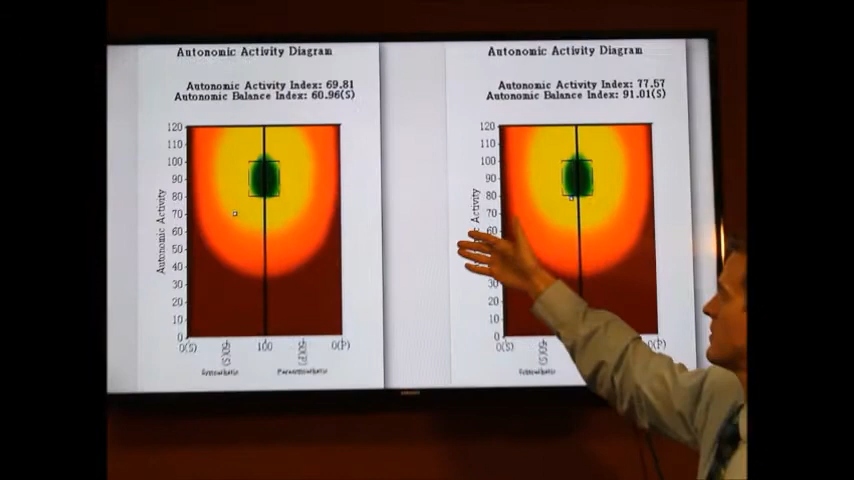 Autonomic Activity Diagram
Autonomic Activity Index: 69.81
Autonomic Balance Index: 60.96(S)
120
110
100
90
80
70
60
50
40
30
20
10
0
Autonomic Activity
0(S)
50(S)
100
50(P)
0(P)
Sympathetic
Parasympathetic
Autonomic Activity Diagram
Autonomic Activity Index: 77.57
Autonomic Balance Index: 91.01(S)
120
110
100
90
80
70
60
30
20
10
0
Activity
0(S)
50(S)
0(P)
Sympathetic